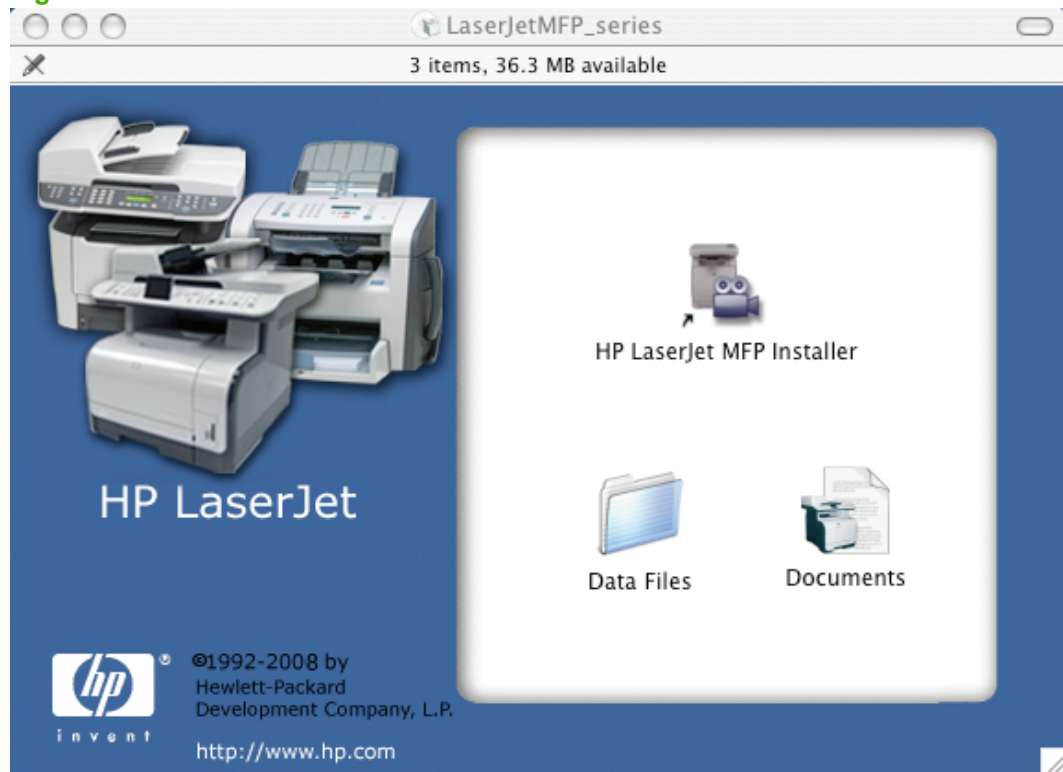 LaserJetMFP_series
3 items, 36.3 MB available
HP LaserJet MFP Installer
Data Files
Documents
HP LaserJet
hp
®
invent
©1992-2008 by
Hewlett-Packard
Development Company, L.P.
http://www.hp.com